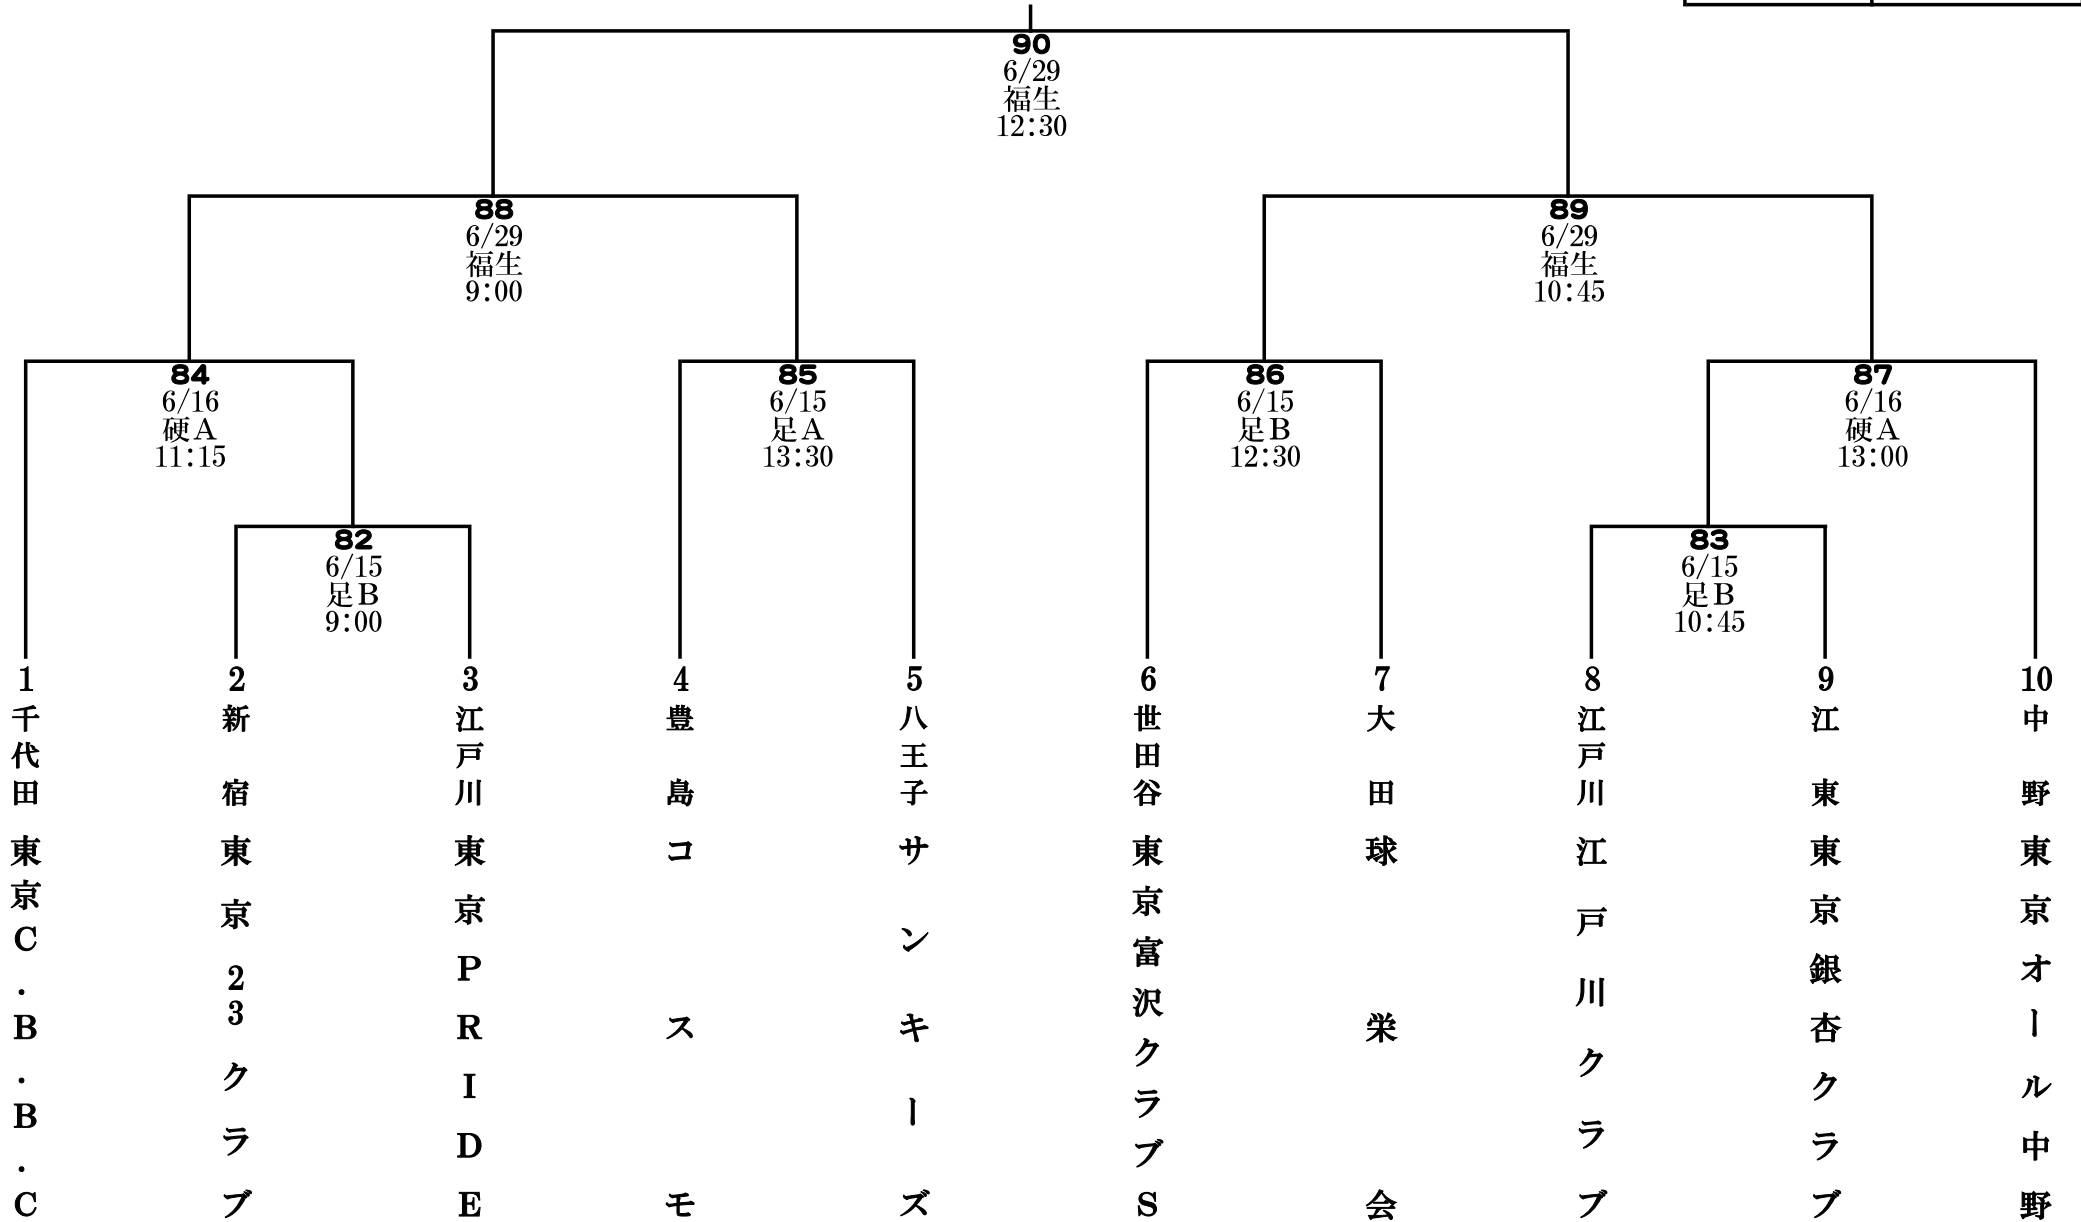 90
6/29
福生
12:30
88
6/29
福生
9:00
89
6/29
福生
10:45
84
6/16
硬A
11:15
85
6/15
足A
13:30
86
6/15
足B
12:30
87
6/16
硬A
13:00
82
6/15
足B
9:00
83
6/15
足B
10:45
1
千代田
東京C.B.B.C
2
新宿
東京23クラブ
3
江戸川
東京PRIDE
4
豊島
コスモ
5
八王子
サンキーズ
6
世田谷
東京富沢クラブS
7
大田
球栄会
8
江戸川
江戸川クラブ
9
江東
東京銀杏クラブ
10
中野
東京オール中野